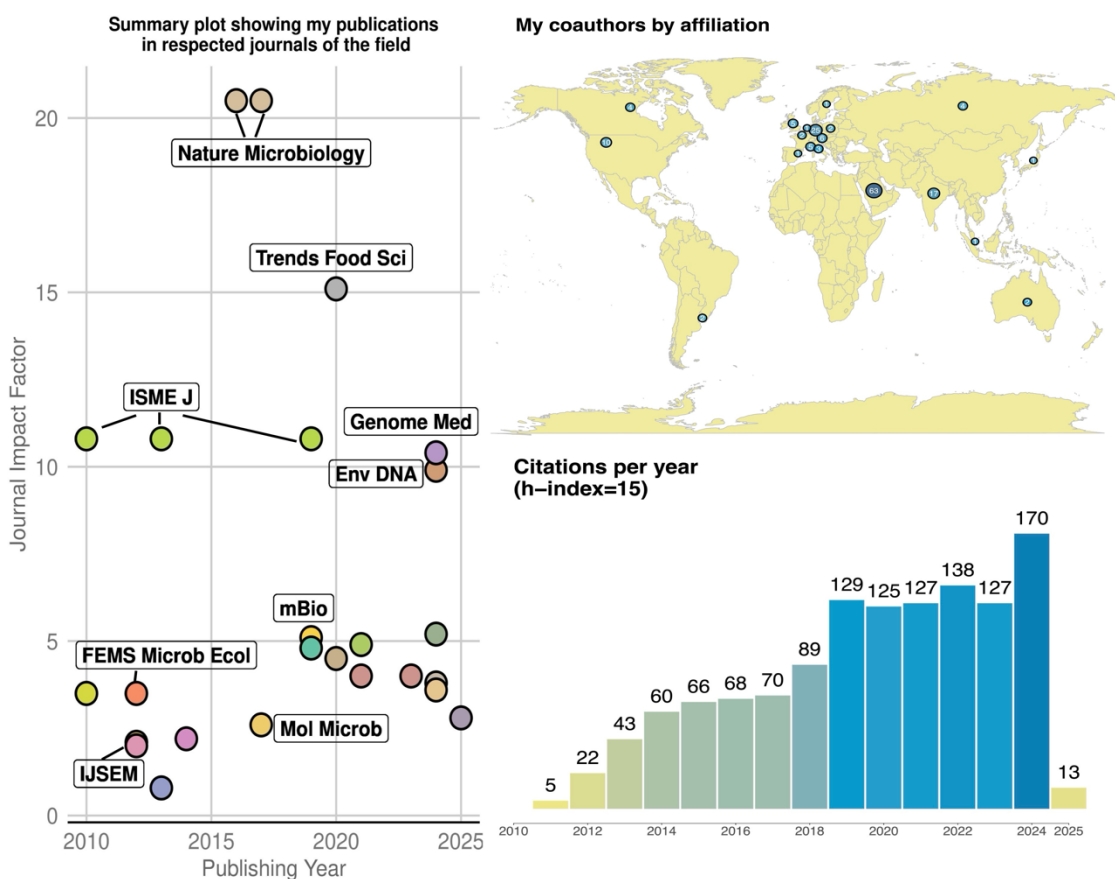 Summary plot showing my publications
in respected journals of the field
Journal Impact Factor
20
15
10
5
0
Nature Microbiology
Trends Food Sci
ISME J
Genome Med
Env DNA
mBio
FEMS Microb Ecol
Mol Microb
IJSEM
2010
2015
2020
2025
Publishing Year
My coauthors by affiliation
63
17
Citations per year
(h−index=15)
5
22
43
60
66
68
70
89
129
125
127
138
127
170
13
2010
2012
2014
2016
2018
2020
2022
2024
2025